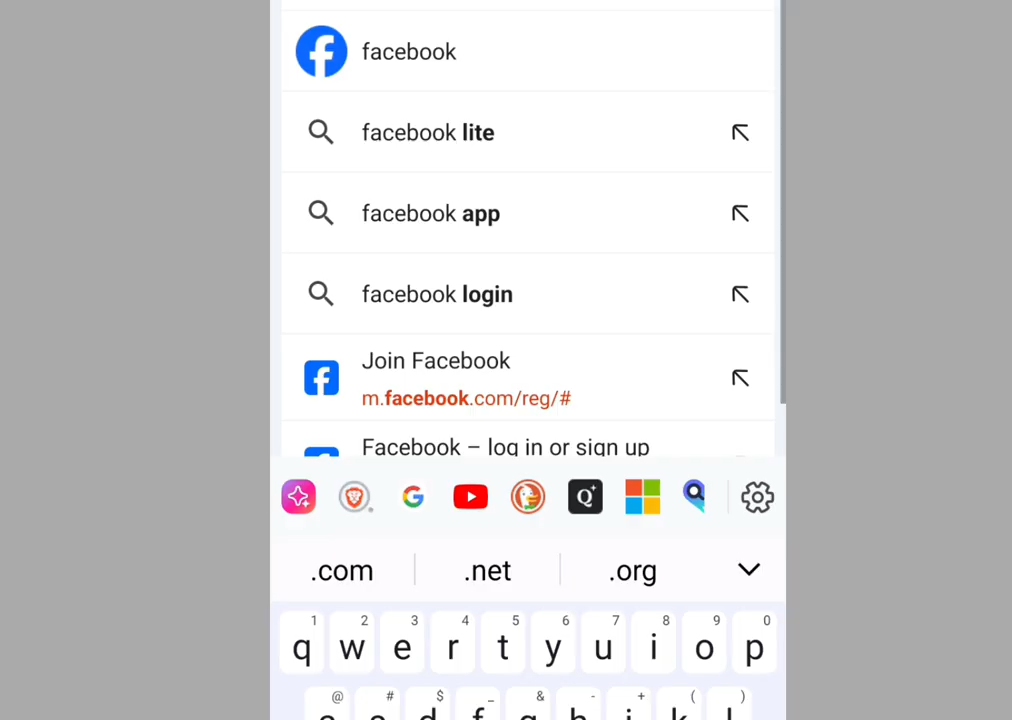 facebook
facebook lite
facebook app
facebook login
Join Facebook
m.facebook.com/reg/#
Facebook – log in or sign up
.com .net .org
1 2 3 4 5 6 7 8 9 0
q w e r t y u i o p
@ # $ _ & - + ( )
a s d f g h j k l